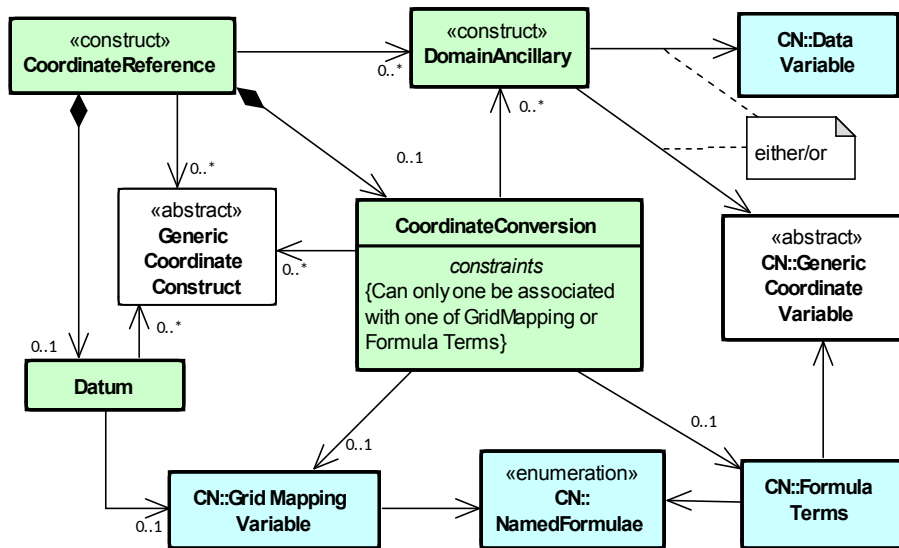 «construct»
CoordinateReference
0..*
«construct»
DomainAncillary
CN::Data
Variable
0..*
either/or
0..1
0..*
«abstract»
Generic
Coordinate
Construct
0..*
CoordinateConversion
constraints
{Can only one be associated
with one of GridMapping or
Formula Terms}
«abstract»
CN::Generic
Coordinate
Variable
0..*
0..1
Datum
0..1
0..1
0..1
CN::Grid Mapping
Variable
«enumeration»
CN::
NamedFormulae
CN::Formula
Terms